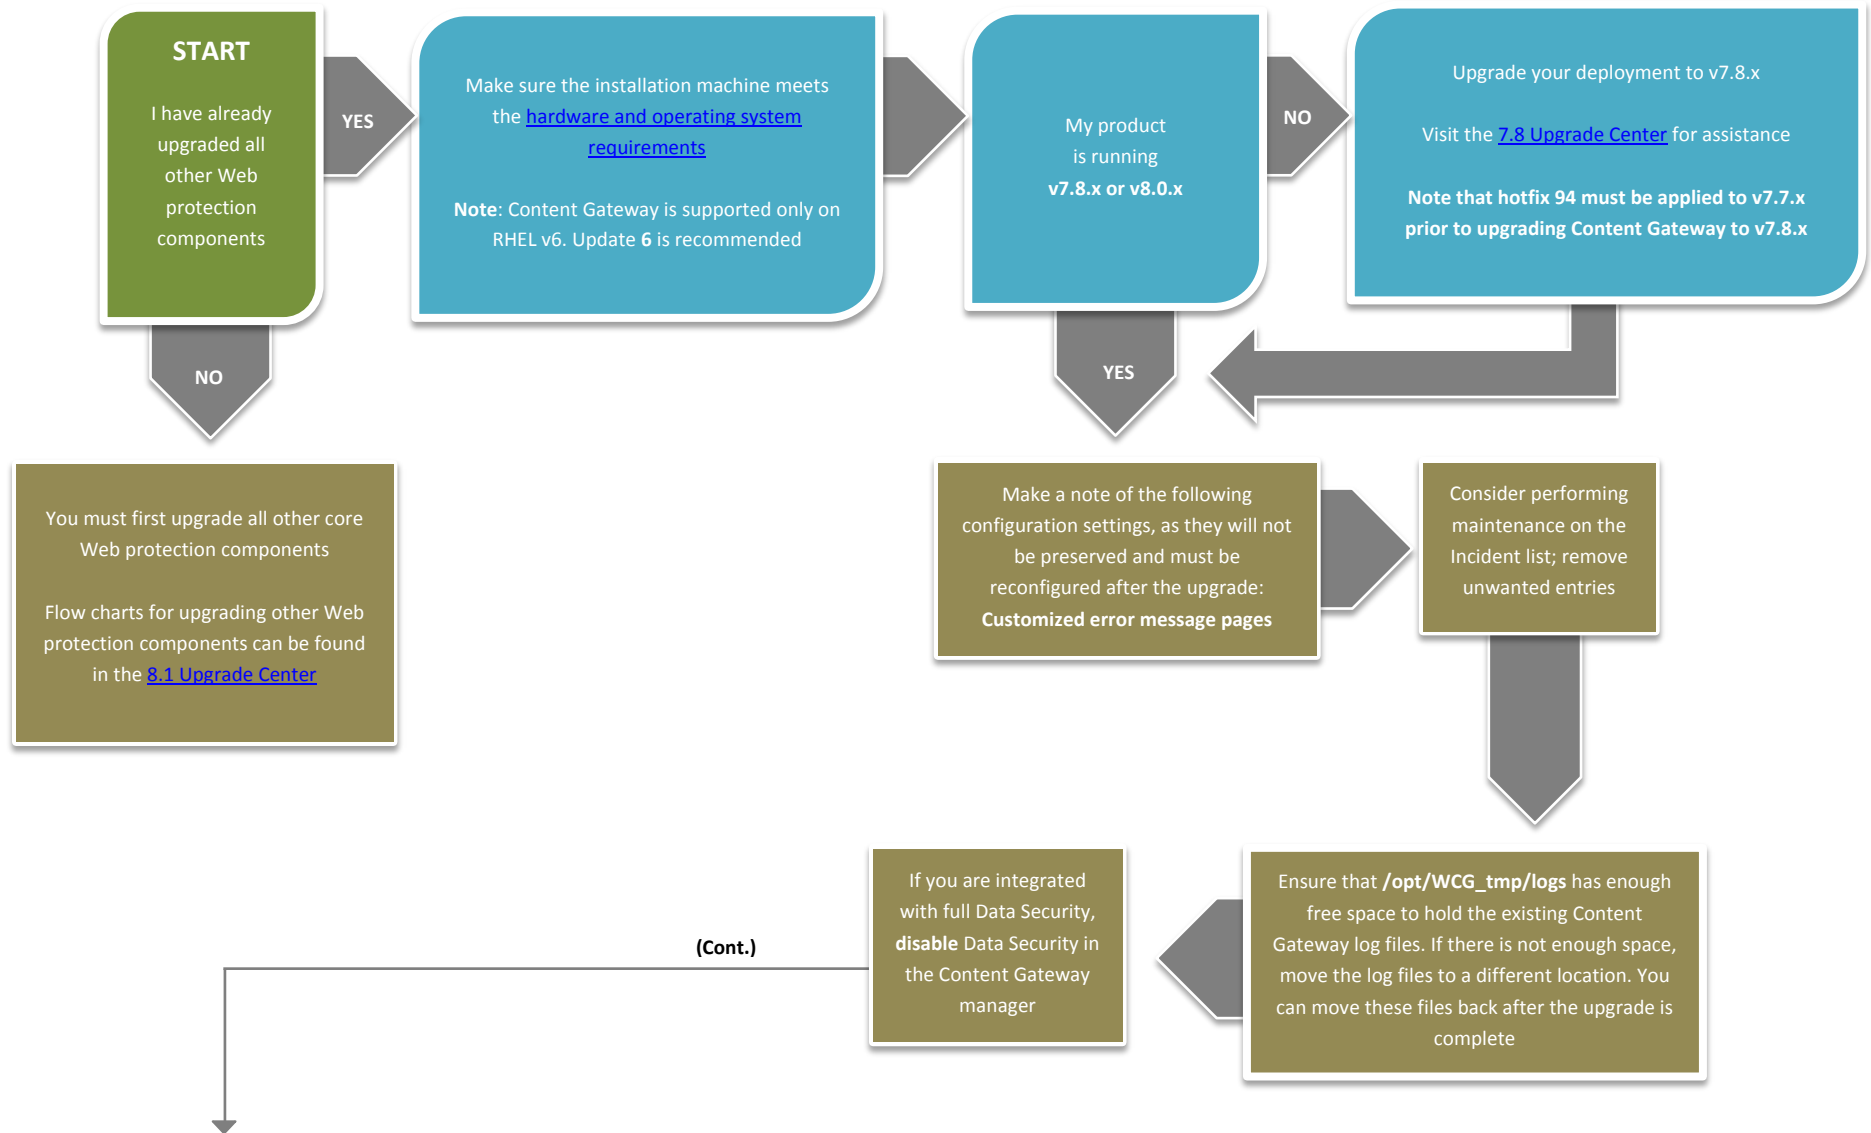 START
I have already
upgraded all
other Web
protection
components
YES
Make sure the installation machine meets
the hardware and operating system
requirements
Note: Content Gateway is supported only on
RHEL v6. Update 6 is recommended
My product
is running
v7.8.x or v8.0.x
NO
Upgrade your deployment to v7.8.x
Visit the 7.8 Upgrade Center for assistance
Note that hotfix 94 must be applied to v7.7.x
prior to upgrading Content Gateway to v7.8.x
NO
YES
You must first upgrade all other core
Web protection components
Flow charts for upgrading other Web
protection components can be found
in the 8.1 Upgrade Center
Make a note of the following
configuration settings, as they will not
be preserved and must be
reconfigured after the upgrade:
Customized error message pages
Consider performing
maintenance on the
Incident list; remove
unwanted entries
Ensure that /opt/WCG_tmp/logs has enough
free space to hold the existing Content
Gateway log files. If there is not enough space,
move the log files to a different location. You
can move these files back after the upgrade is
complete
If you are integrated
with full Data Security,
disable Data Security in
the Content Gateway
manager
(Cont.)